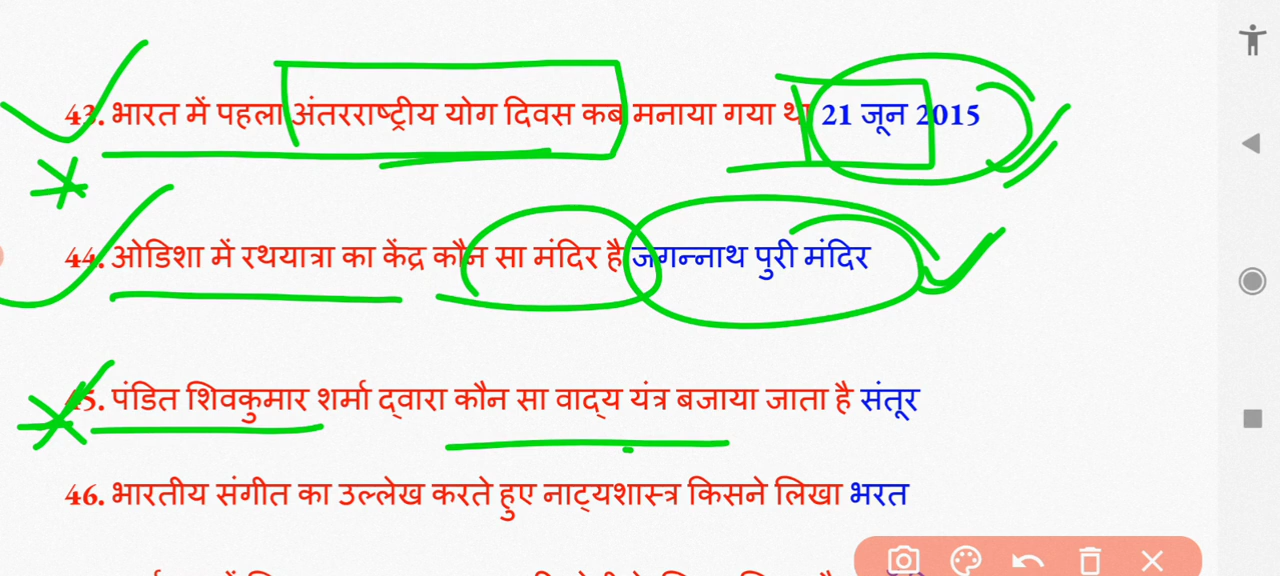 43. भारत में पहला अंतरराष्ट्रीय योग दिवस कब मनाया गया था 21 जून 2015
44. ओडिशा में रथयात्रा का केंद्र कौन सा मंदिर है जगन्नाथ पुरी मंदिर
45. पंडित शिवकुमार शर्मा द्वारा कौन सा वाद्य यंत्र बजाया जाता है संतूर
46. भारतीय संगीत का उल्लेख करते हुए नाट्यशास्त्र किसने लिखा भरत